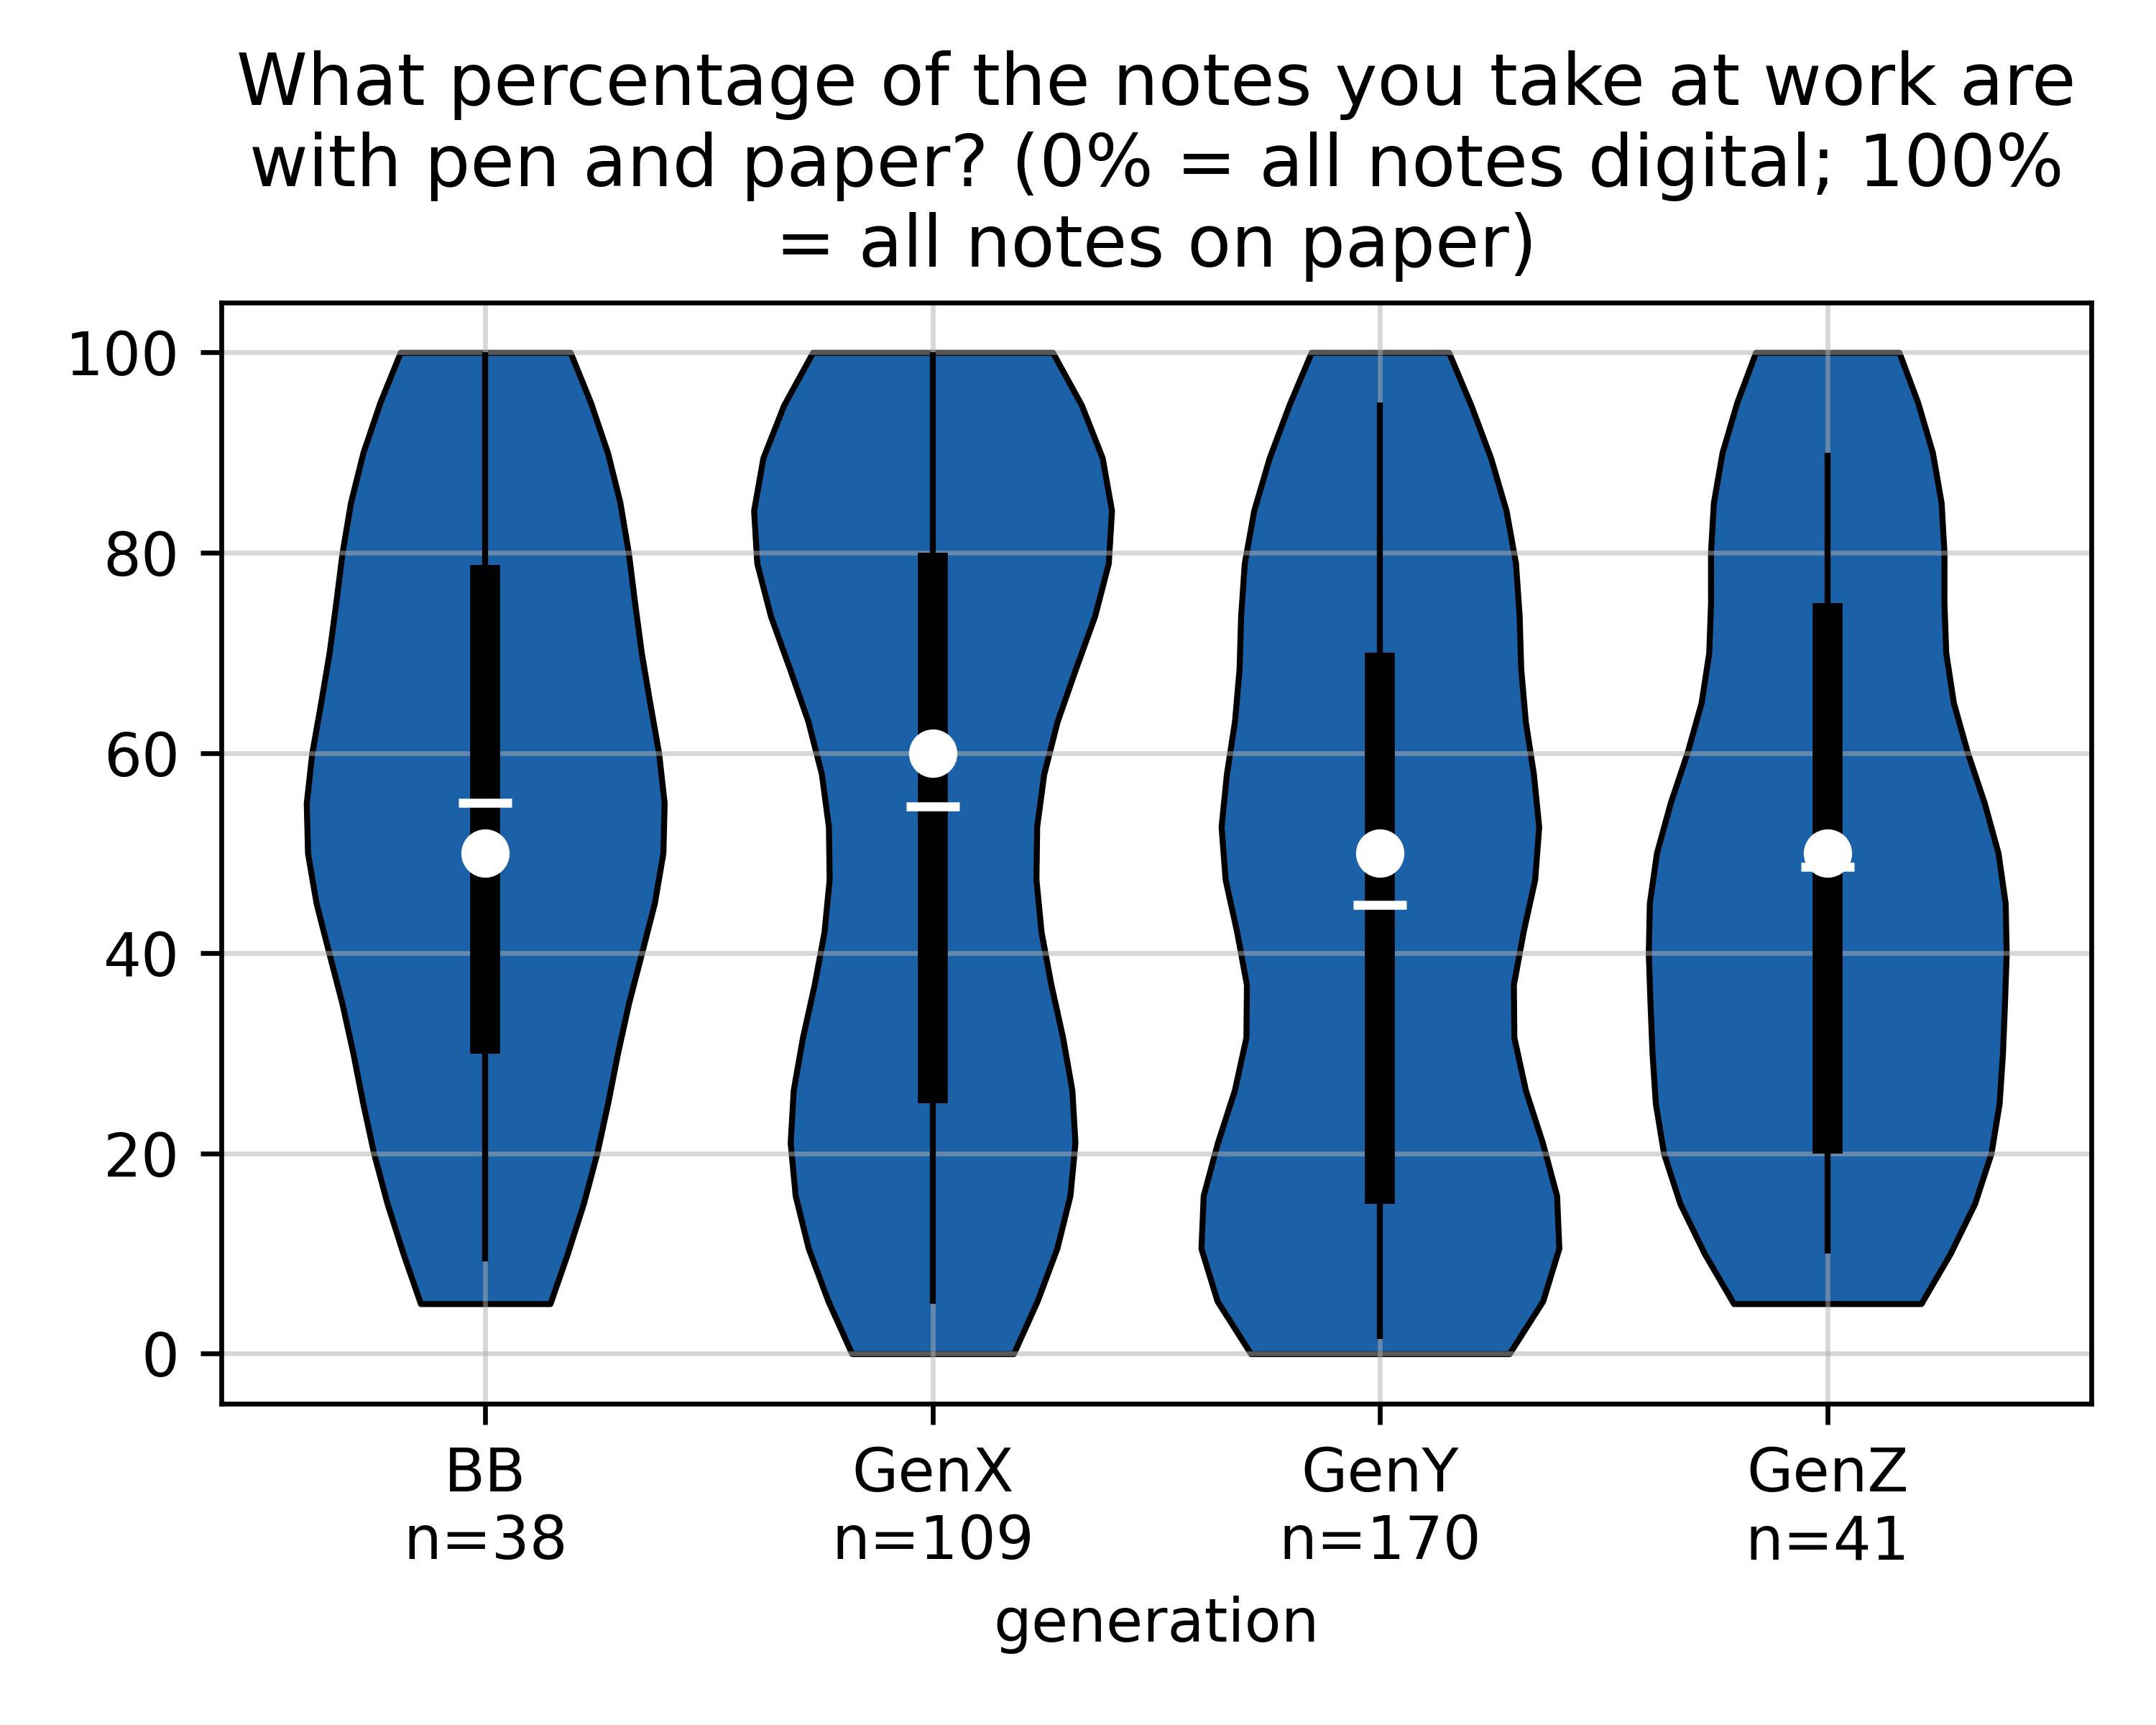 What percentage of the notes you take at work are
with pen and paper? (0% = all notes digital; 100%
= all notes on paper)
100
80
60
40
20
0
BB GenX GenY GenZ
n=38 n=109 n=170 n=41
generation